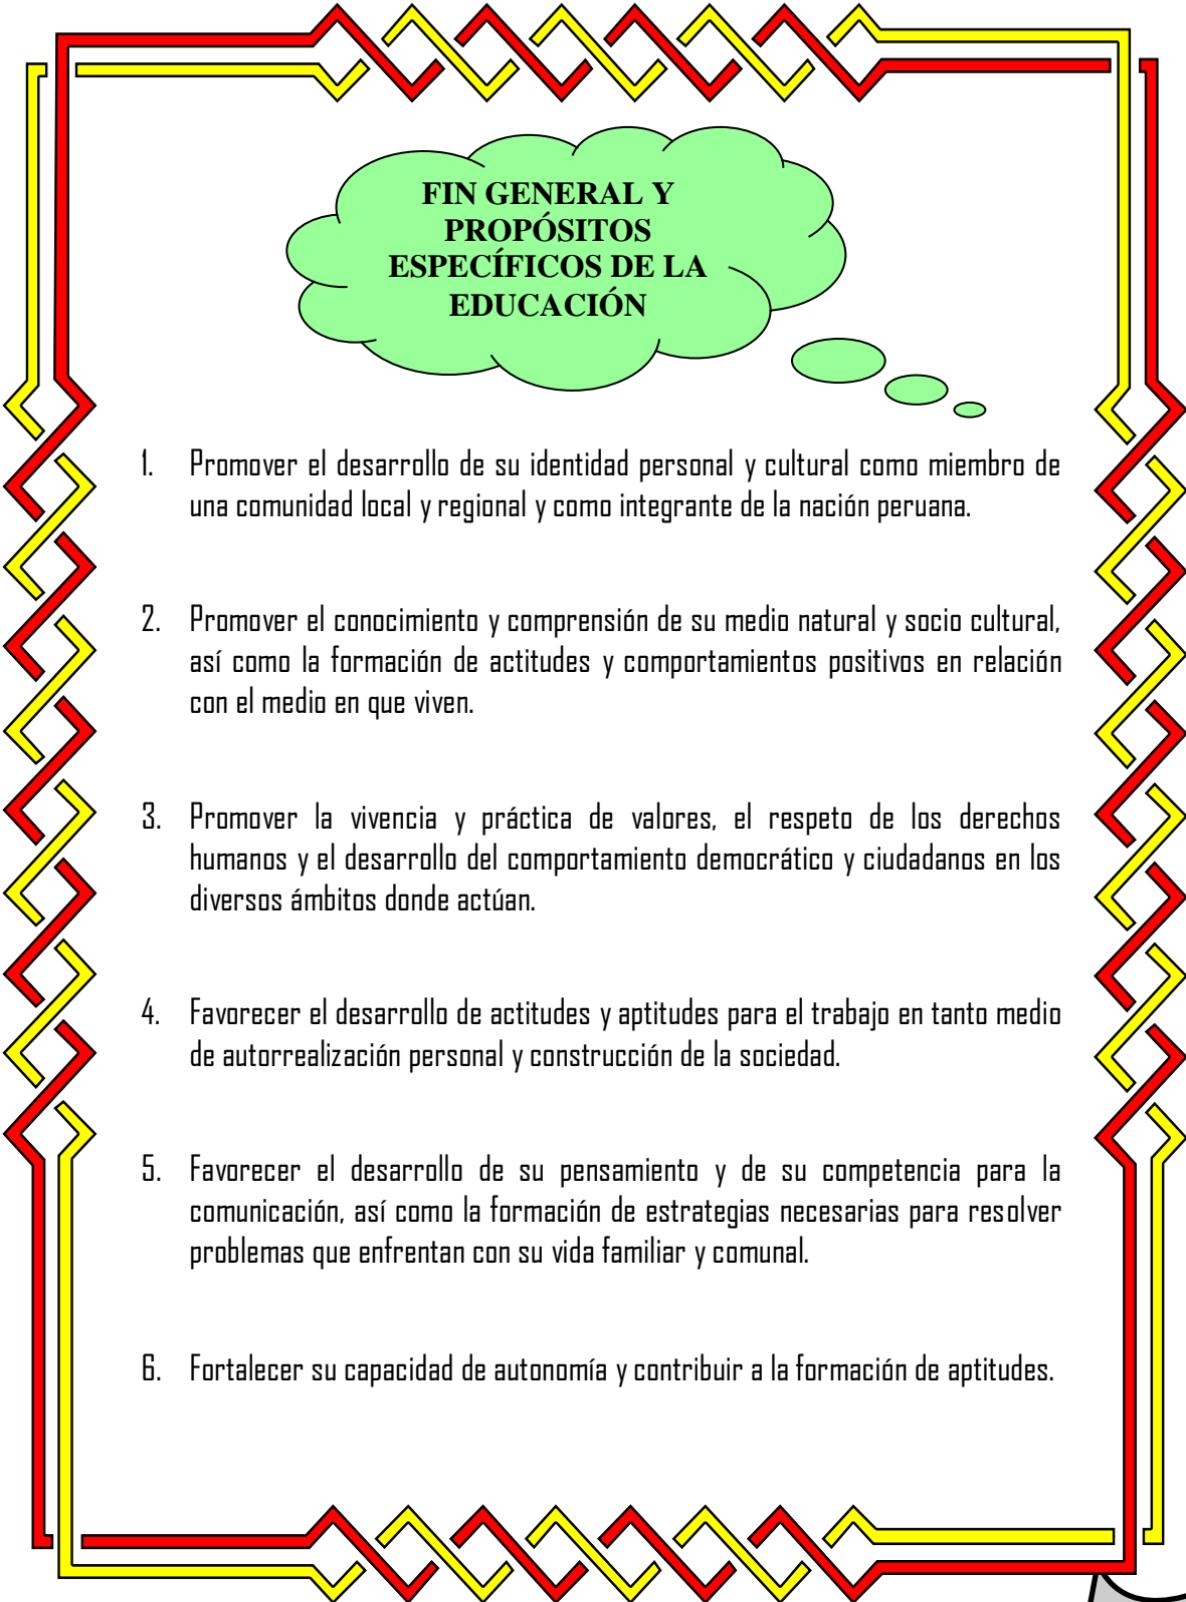 FIN GENERAL Y
PROPÓSITOS
ESPECÍFICOS DE LA
EDUCACIÓN
1. Promover el desarrollo de su identidad personal y cultural como miembro de
una comunidad local y regional y como integrante de la nación peruana.
2. Promover el conocimiento y comprensión de su medio natural y socio cultural,
así como la formación de actitudes y comportamientos positivos en relación
con el medio en que viven.
3. Promover la vivencia y práctica de valores, el respeto de los derechos
humanos y el desarrollo del comportamiento democrático y ciudadanos en los
diversos ámbitos donde actúan.
4. Favorecer el desarrollo de actitudes y aptitudes para el trabajo en tanto medio
de autorrealización personal y construcción de la sociedad.
5. Favorecer el desarrollo de su pensamiento y de su competencia para la
comunicación, así como la formación de estrategias necesarias para resolver
problemas que enfrentan con su vida familiar y comunal.
6. Fortalecer su capacidad de autonomía y contribuir a la formación de aptitudes.